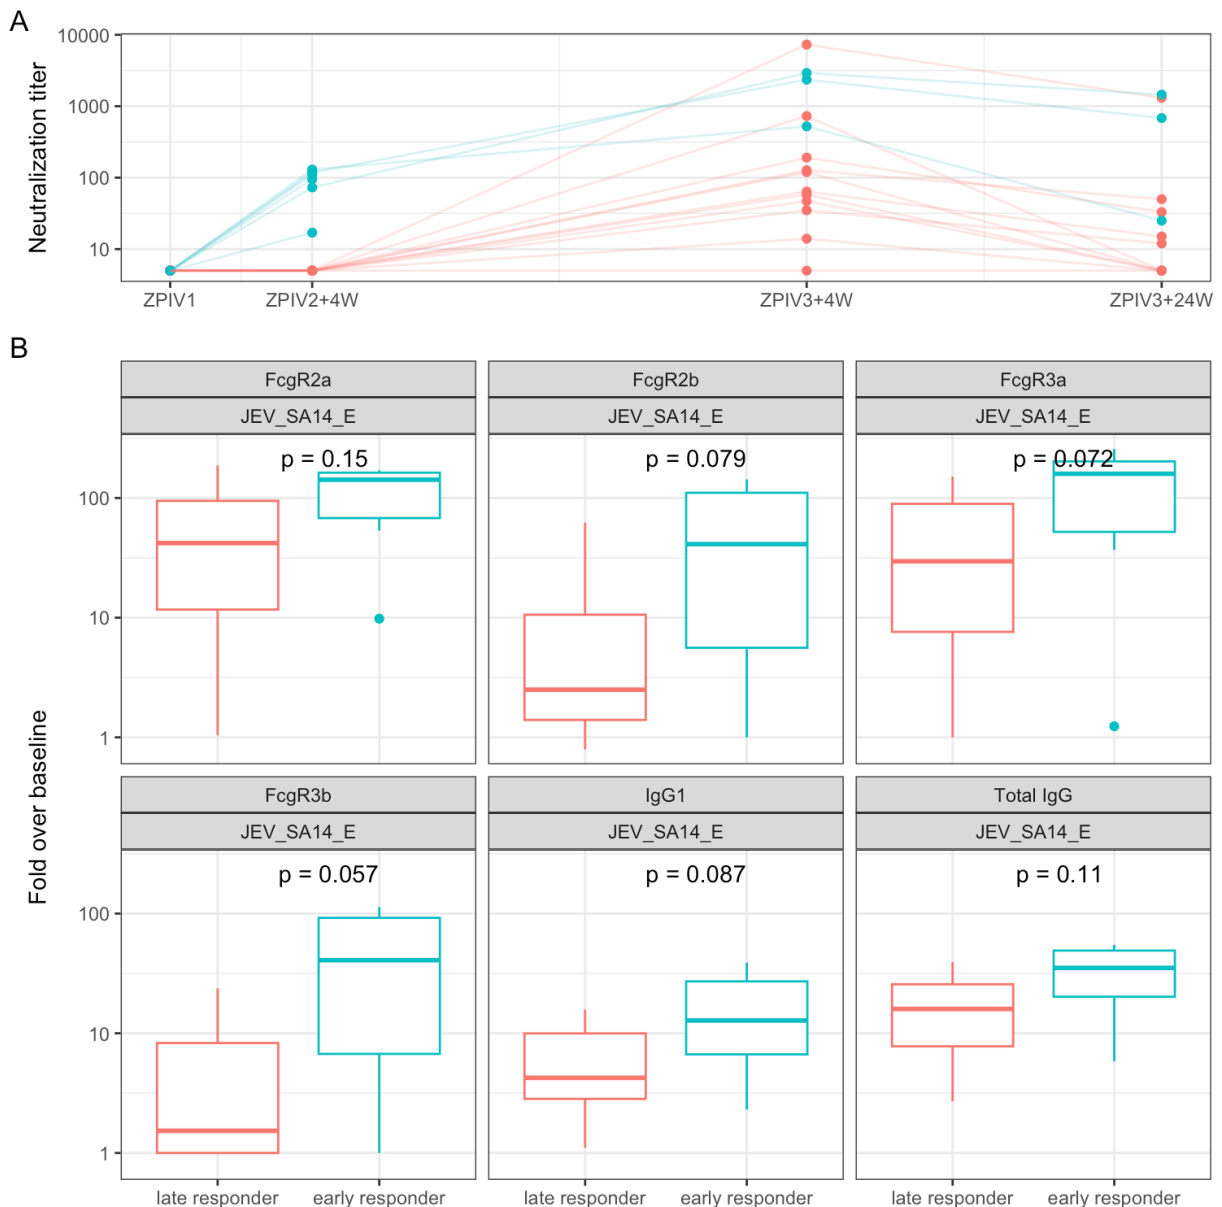 A
10000
1000
100
10
Neutralization titer
ZPIV1 ZPIV2+4W ZPIV3+4W ZPIV3+24W
B
FcgR2a FcgR2b FcgR3a
JEV_SA14_E JEV_SA14_E JEV_SA14_E
p = 0.15 p = 0.079 p = 0.072
100
10
1
Fold over baseline
FcgR3b IgG1 Total IgG
JEV_SA14_E JEV_SA14_E JEV_SA14_E
p = 0.057 p = 0.087 p = 0.11
100
10
1
late responder early responder late responder early responder late responder early responder